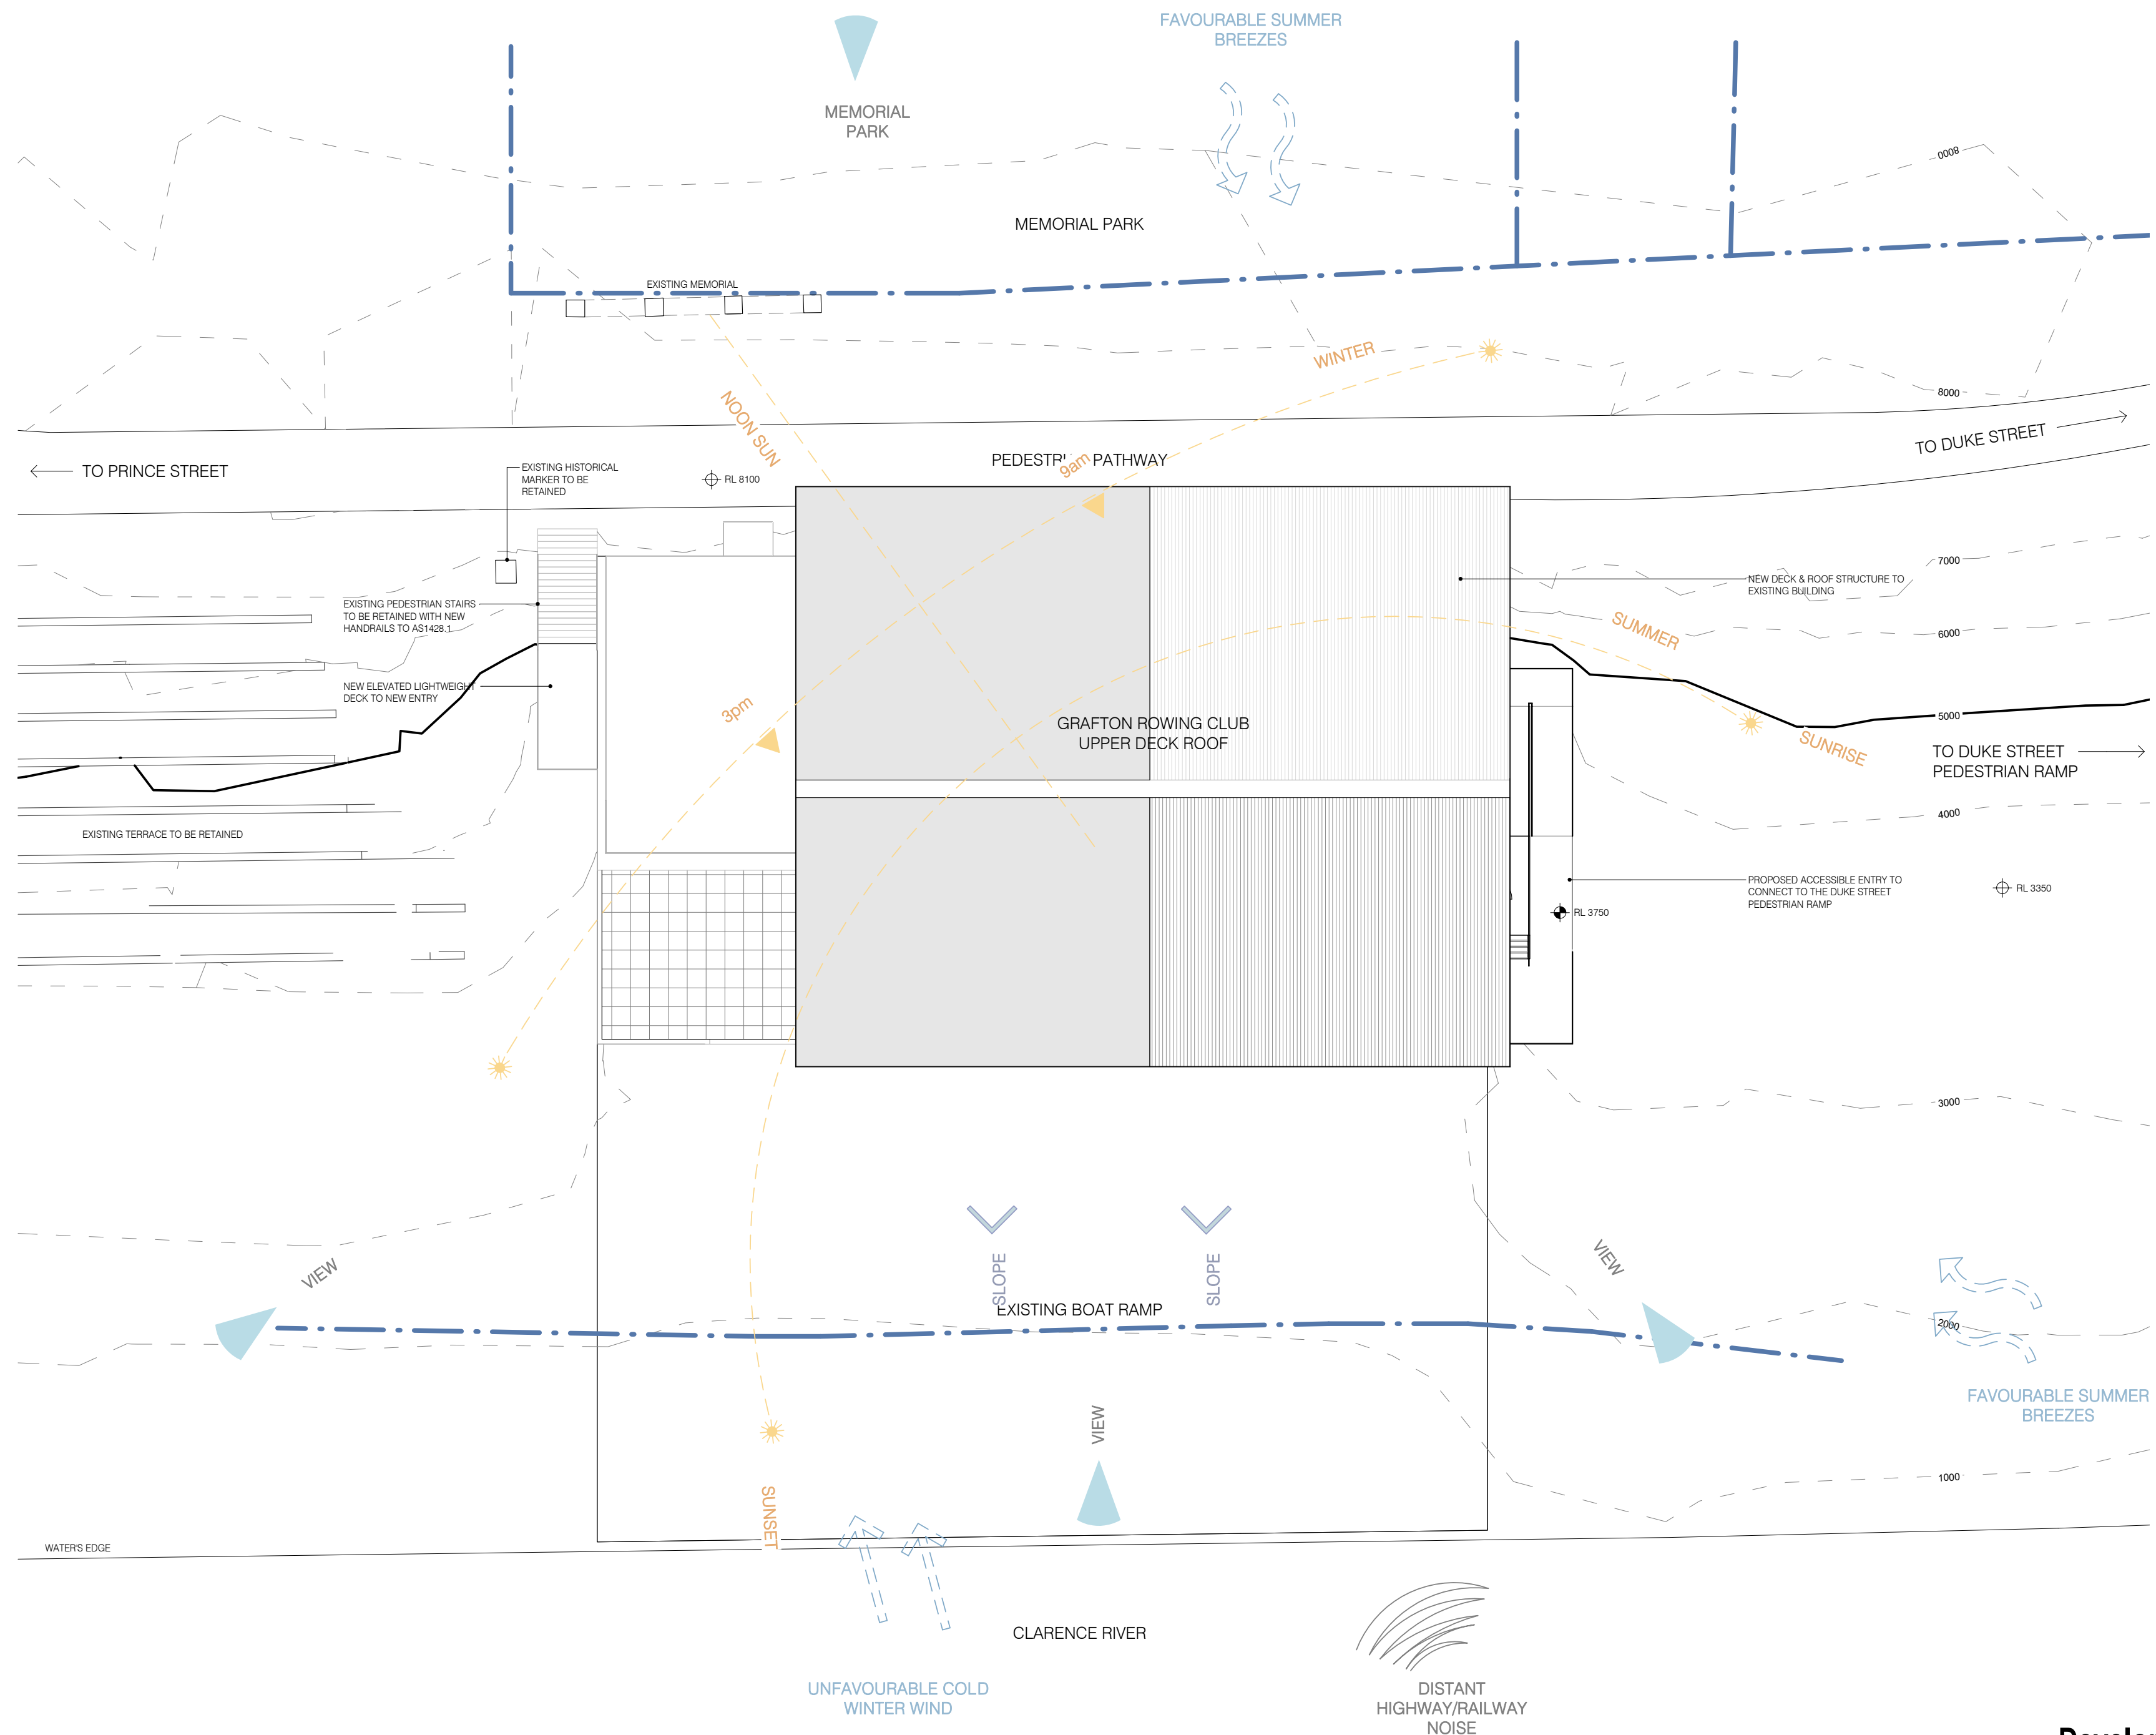 FAVOURABLE SUMMER
BREEZES
MEMORIAL
PARK
0008
MEMORIAL PARK
EXISTING MEMORIAL
WINTER
8000
NOON SUN
TO DUKE STREET
PEDESTRI PATHWAY
9am
TO PRINCE STREET
EXISTING HISTORICAL
MARKER TO BE
RETAINED
RL 8100
7000
NEW DECK & ROOF STRUCTURE TO
EXISTING BUILDING
EXISTING PEDESTRIAN STAIRS
TO BE RETAINED WITH NEW
HANDRAILS TO AS1428.1
SUMMER
6000
NEW ELEVATED LIGHTWEIGHT
DECK TO NEW ENTRY
3pm
5000
GRAFTON ROWING CLUB
UPPER DECK ROOF
SUNRISE
TO DUKE STREET
PEDESTRIAN RAMP
4000
EXISTING TERRACE TO BE RETAINED
PROPOSED ACCESSIBLE ENTRY TO
CONNECT TO THE DUKE STREET
PEDESTRIAN RAMP
RL 3350
RL 3750
3000
VIEW
SLOPE
SLOPE
VIEW
EXISTING BOAT RAMP
2000
FAVOURABLE SUMMER
BREEZES
VIEW
1000
SUNSET
WATER'S EDGE
CLARENCE RIVER
UNFAVOURABLE COLD
WINTER WIND
DISTANT
HIGHWAY/RAILWAY
NOISE